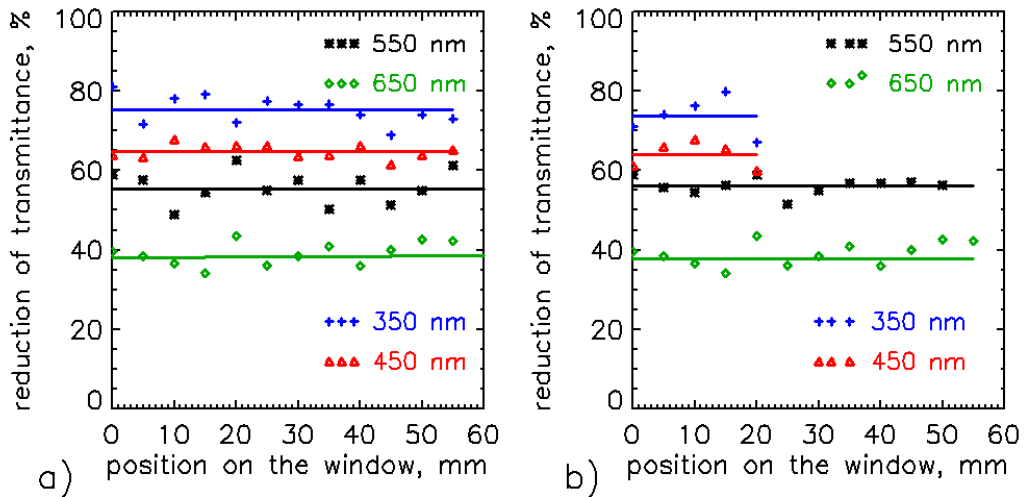 reduction of transmittance, %
100
80
60
40
20
0
550 nm
650 nm
350 nm
450 nm
0 10 20 30 40 50 60
position on the window, mm
a)
reduction of transmittance, %
100
80
60
40
20
0
550 nm
650 nm
350 nm
450 nm
0 10 20 30 40 50 60
position on the window, mm
b)